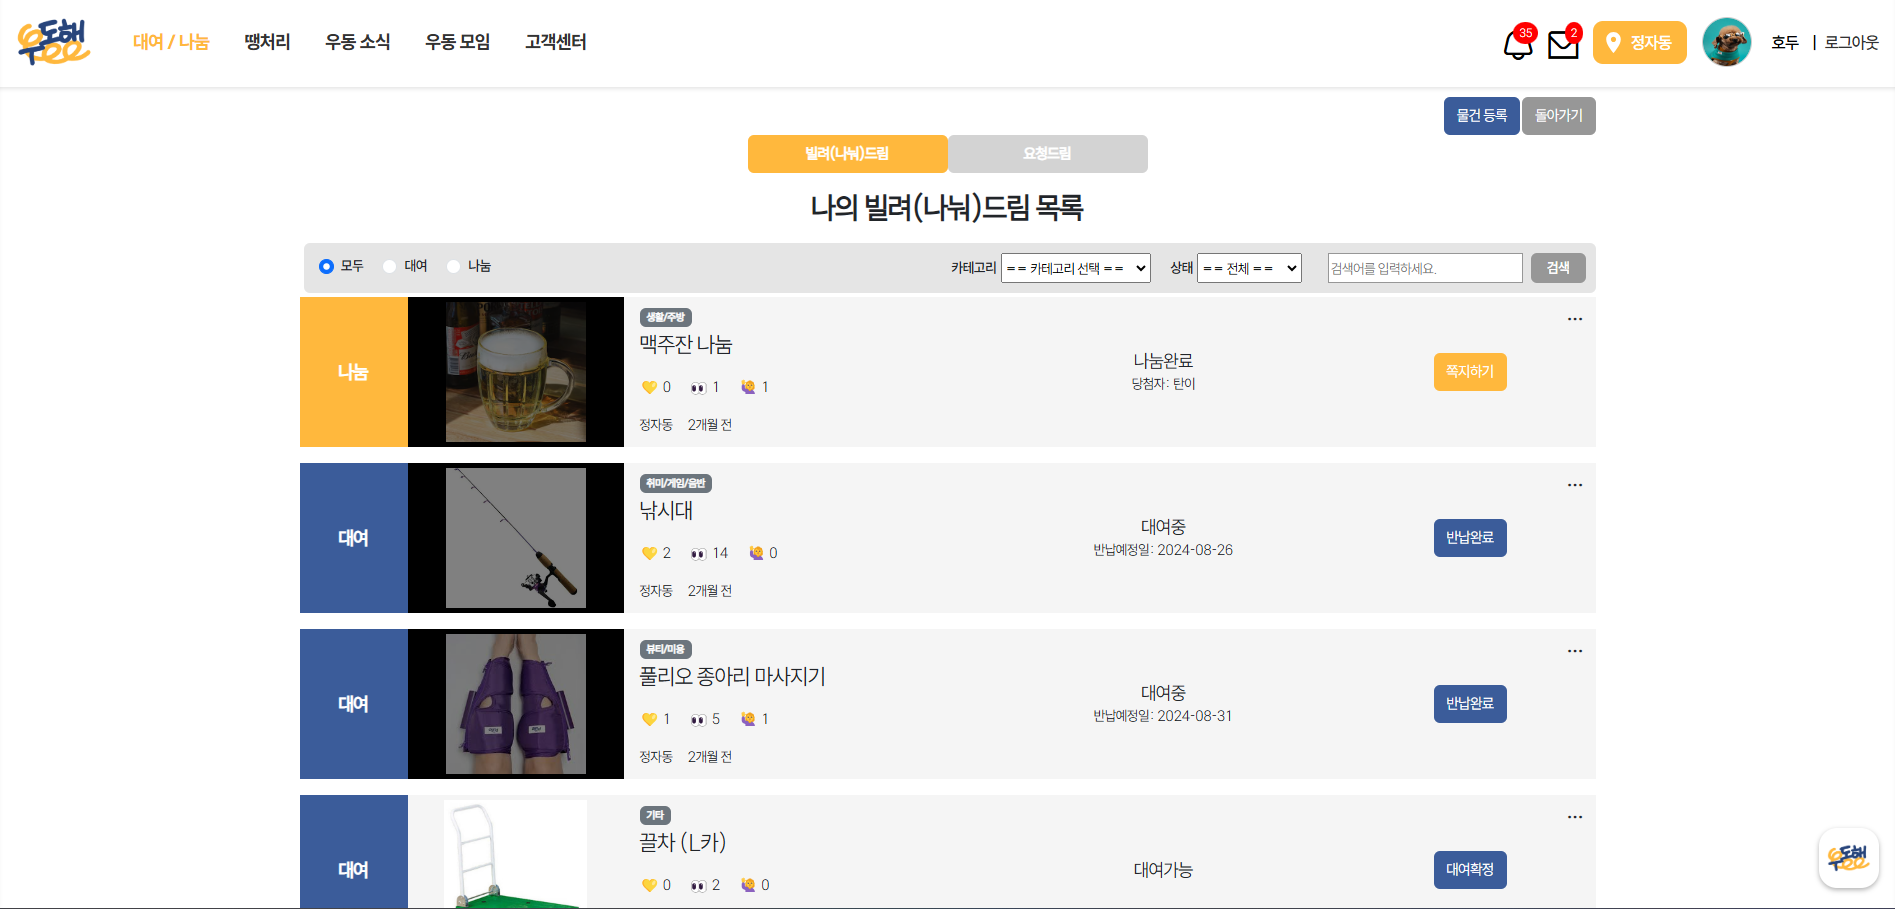 우동해
대여 / 나눔 땡처리 우동 소식 우동 모임 고객센터
35 2 정자동 호두 | 로그아웃
물건 등록 돌아가기
빌려(나눠)드림 요청드림
나의 빌려(나눠)드림 목록
모두 대여 나눔 카테고리 == 카테고리 선택 == 상태 == 전체 == 검색어를 입력하세요. 검색
나눔
생활/주방
...
맥주잔 나눔
0 1 1
정자동 2개월 전
나눔완료
당첨자: 탄이
쪽지하기
대여
취미/게임/음반
...
낚시대
2 14 0
정자동 2개월 전
대여중
반납예정일: 2024-08-26
반납완료
대여
뷰티/미용
...
풀리오 종아리 마사지기
1 5 1
정자동 2개월 전
대여중
반납예정일: 2024-08-31
반납완료
대여
기타
...
끌차 (L카)
0 2 0
대여가능
대여확정
우동해